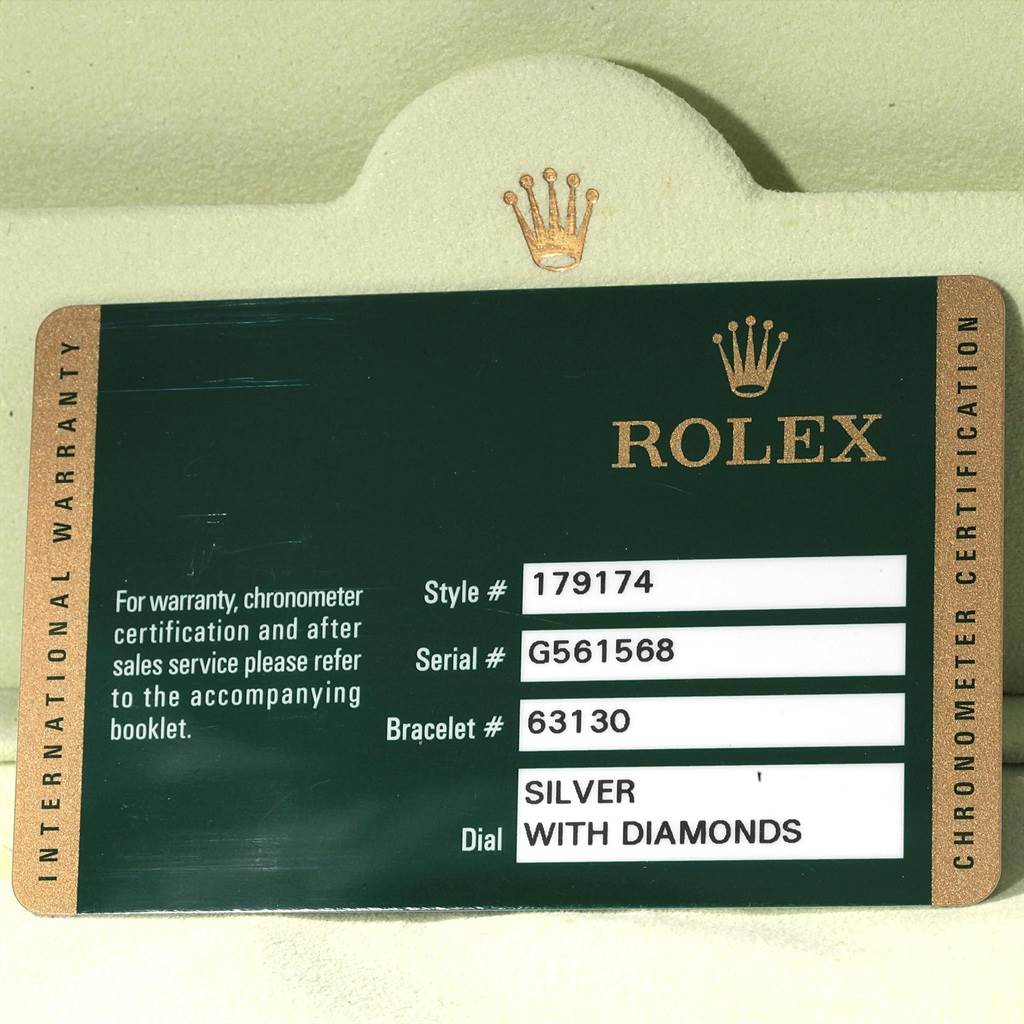 INTERNATIONAL WARRANTY
ROLEX
For warranty, chronometer
certification and after
sales service please refer
to the accompanying
booklet.
Style # 179174
Serial # G561568
Bracelet # 63130
Dial SILVER
WITH DIAMONDS
CHRONOMETER CERTIFICATION